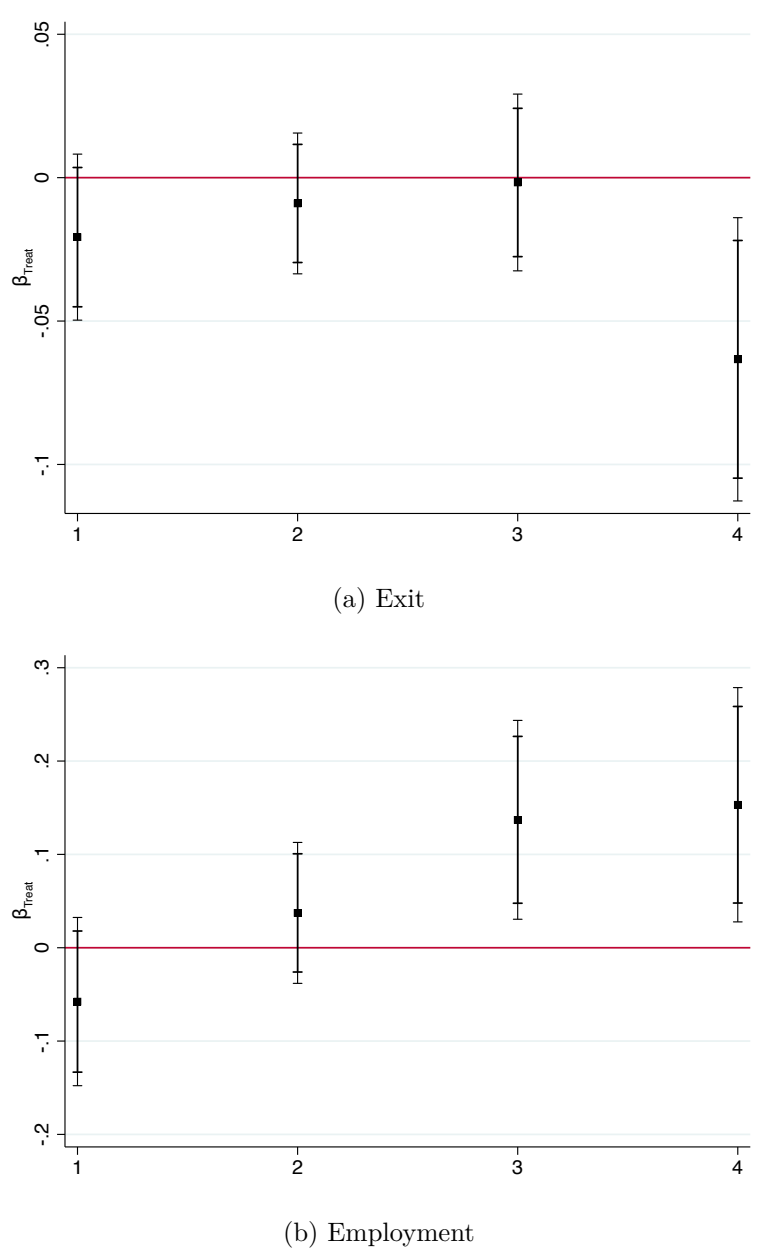 .05
0
-.05
-.1
β_Treat
1 2 3 4
(a) Exit
.3
.2
.1
0
-.1
-.2
β_Treat
1 2 3 4
(b) Employment